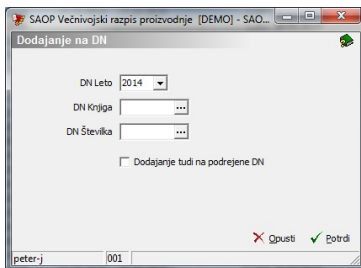 SAOP Večnivojski razpis proizvodnje [DEMO] - SAO...
Dodajanje na DN
DN Leto 2014
DN Knjiga ...
DN Številka ...
Dodajanje tudi na podrejene DN
Opusti Potrdi
peter-j 001